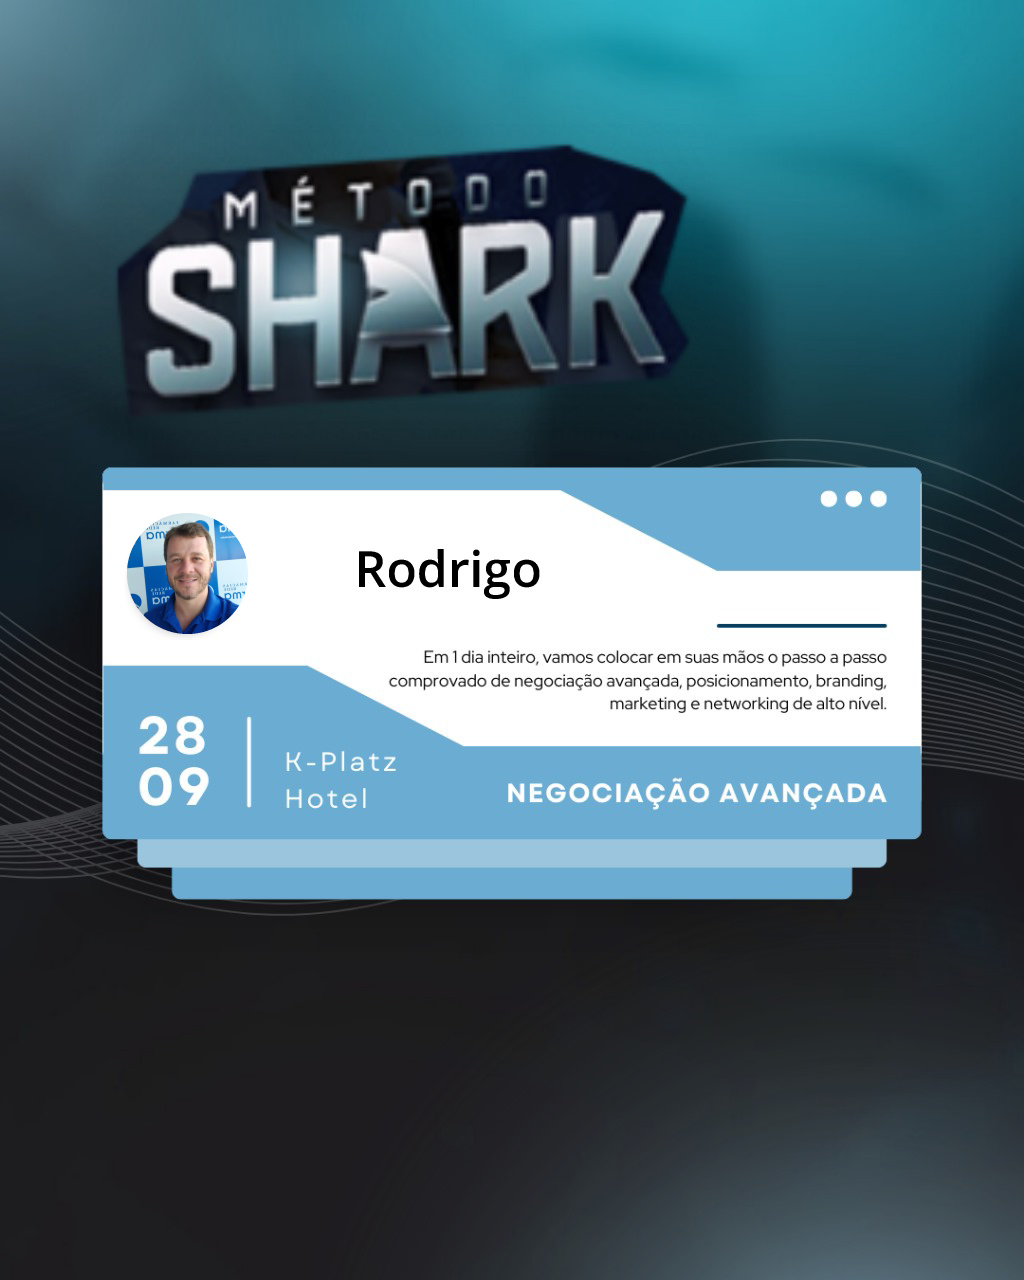 MÉTODO
SHARK
Rodrigo
Em 1 dia inteiro, vamos colocar em suas mãos o passo a passo
comprovado de negociação avançada, posicionamento, branding,
marketing e networking de alto nível.
28
09
K-Platz
Hotel
NEGOCIAÇÃO AVANÇADA